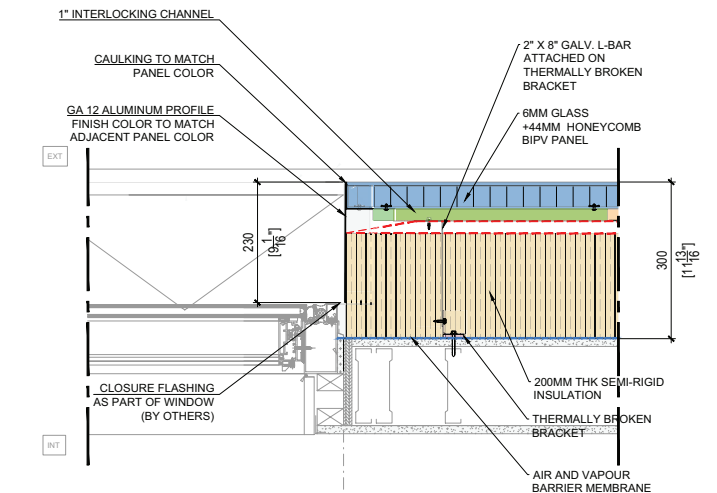 1" INTERLOCKING CHANNEL
CAULKING TO MATCH
PANEL COLOR
GA 12 ALUMINUM PROFILE
FINISH COLOR TO MATCH
ADJACENT PANEL COLOR
2" X 8" GALV. L-BAR
ATTACHED ON
THERMALLY BROKEN
BRACKET
6MM GLASS
+44MM HONEYCOMB
BIPV PANEL
EXT
230
[9 1/16"]
300
[11 13/16"]
CLOSURE FLASHING
AS PART OF WINDOW
(BY OTHERS)
200MM THK SEMI-RIGID
INSULATION
THERMALLY BROKEN
BRACKET
INT
AIR AND VAPOUR
BARRIER MEMBRANE